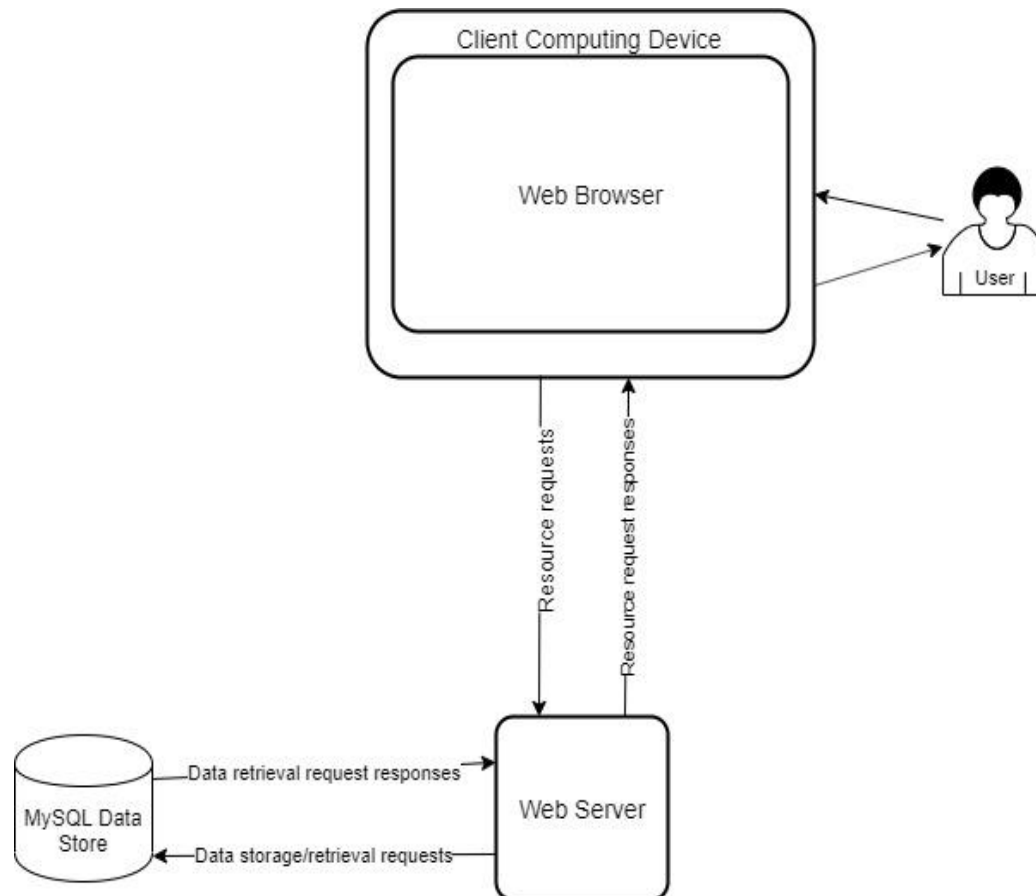 Client Computing Device
Web Browser
User
Resource requests
Resource request responses
Data retrieval request responses
MySQL Data
Store
Web Server
Data storage/retrieval requests